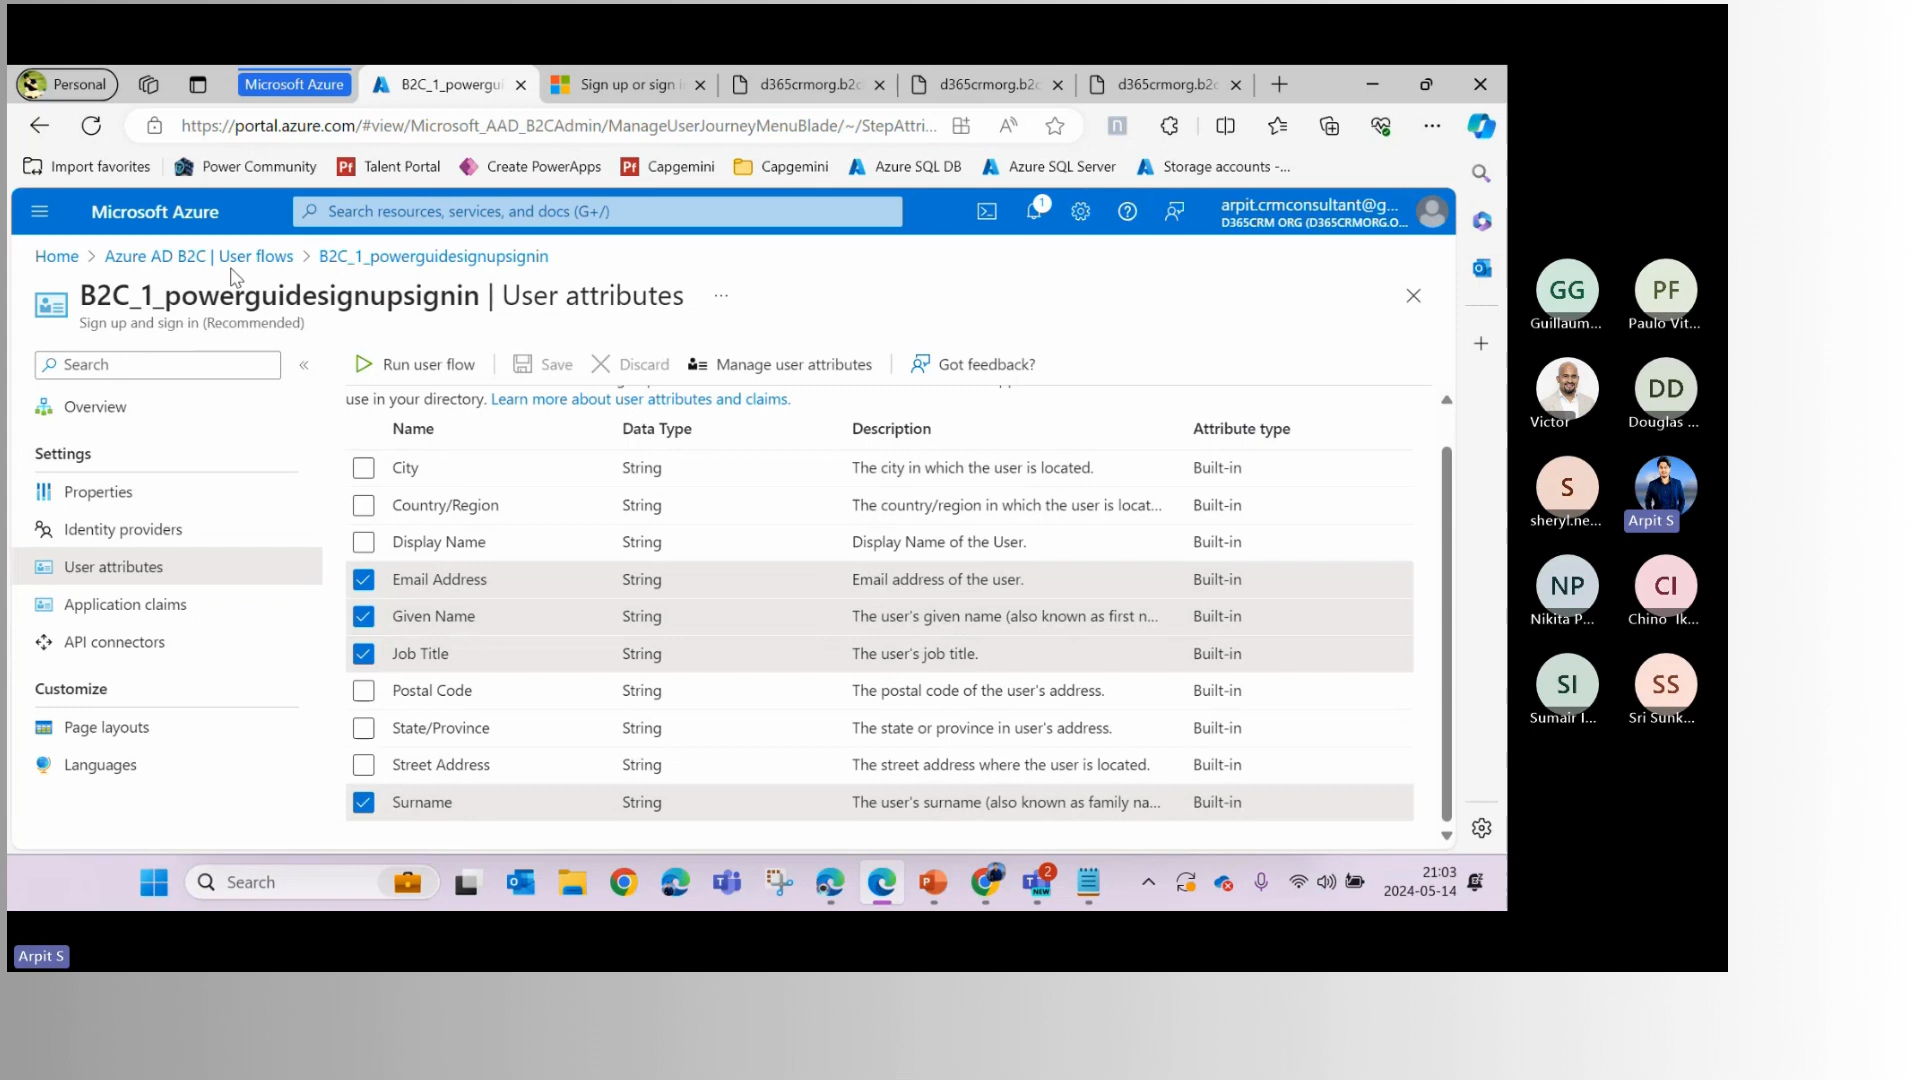 Personal
Microsoft Azure
B2C_1_powergui
Sign up or sign i
d365crmorg.b2c
d365crmorg.b2c
d365crmorg.b2c
https://portal.azure.com/#view/Microsoft_AAD_B2CAdmin/ManageUserJourneyMenuBlade/~/StepAttri...
Import favorites
Power Community
Talent Portal
Create PowerApps
Capgemini
Capgemini
Azure SQL DB
Azure SQL Server
Storage accounts -...
Microsoft Azure
Search resources, services, and docs (G+/)
1
arpit.crmconsultant@g...
D365CRM ORG (D365CRMORG.O...
Home > Azure AD B2C | User flows > B2C_1_powerguidesignupsignin
B2C_1_powerguidesignupsignin | User attributes ...
Sign up and sign in (Recommended)
Search
Overview
Settings
Properties
Identity providers
User attributes
Application claims
API connectors
Customize
Page layouts
Languages
Run user flow
Save
Discard
Manage user attributes
Got feedback?
use in your directory. Learn more about user attributes and claims.
Name Data Type Description Attribute type
City String The city in which the user is located. Built-in
Country/Region String The country/region in which the user is locat... Built-in
Display Name String Display Name of the User. Built-in
Email Address String Email address of the user. Built-in
Given Name String The user's given name (also known as first n... Built-in
Job Title String The user's job title. Built-in
Postal Code String The postal code of the user's address. Built-in
State/Province String The state or province in user's address. Built-in
Street Address String The street address where the user is located. Built-in
Surname String The user's surname (also known as family na... Built-in
Search
NEW
2
21:03
2024-05-14
GG
Guillaum...
PF
Paulo Vit...
Victor
DD
Douglas ...
S
sheryl.ne...
Arpit S
NP
Nikita P...
CI
Chino Ik...
SI
Sumair I...
SS
Sri Sunk...
Arpit S